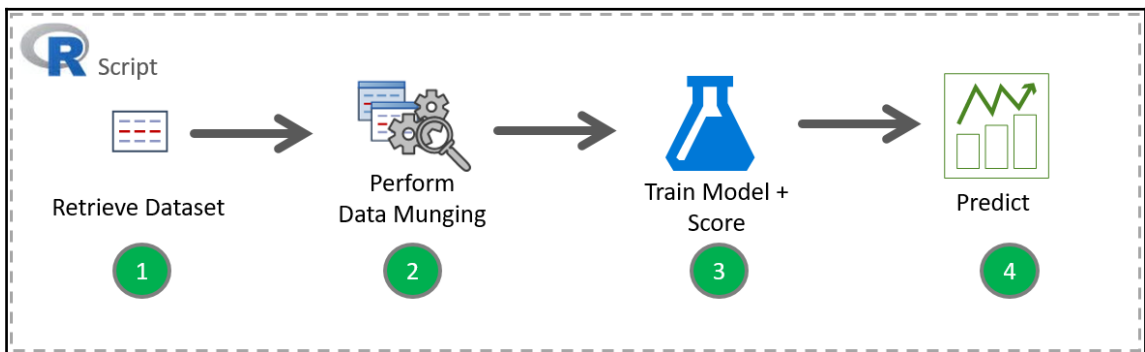 R Script
Retrieve Dataset
Perform
Data Munging
Train Model +
Score
Predict
1
2
3
4